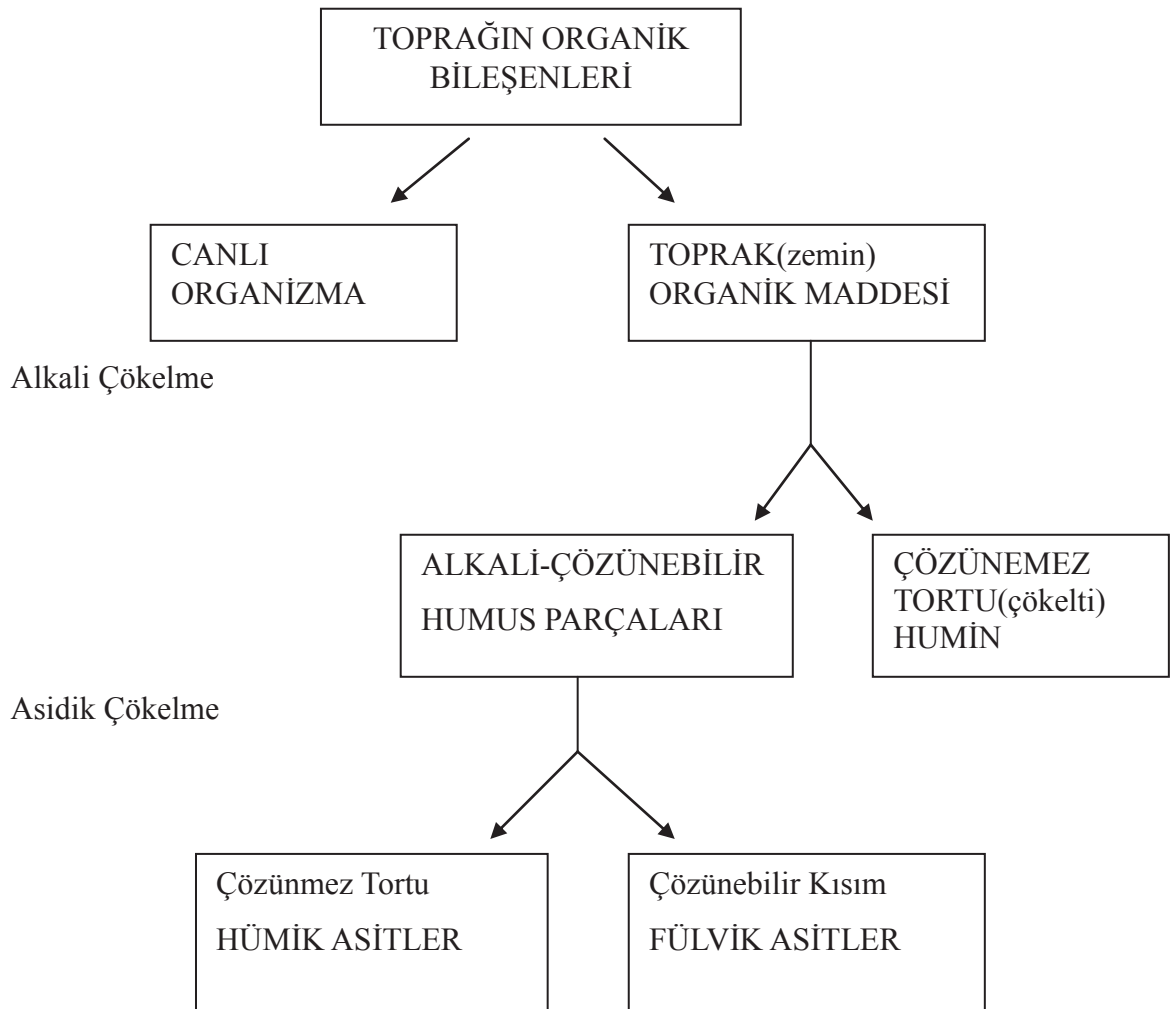 TOPRAĞIN ORGANİK
BİLEŞENLERİ
CANLI
ORGANİZMA
TOPRAK(zemin)
ORGANİK MADDESİ
Alkali Çökelme
ALKALİ-ÇÖZÜNEBİLİR
HUMUS PARÇALARI
ÇÖZÜNEMEZ
TORTU(çökelti)
HUMİN
Asidik Çökelme
Çözünmez Tortu
HÜMİK ASİTLER
Çözünebilir Kısım
FÜLVİK ASİTLER